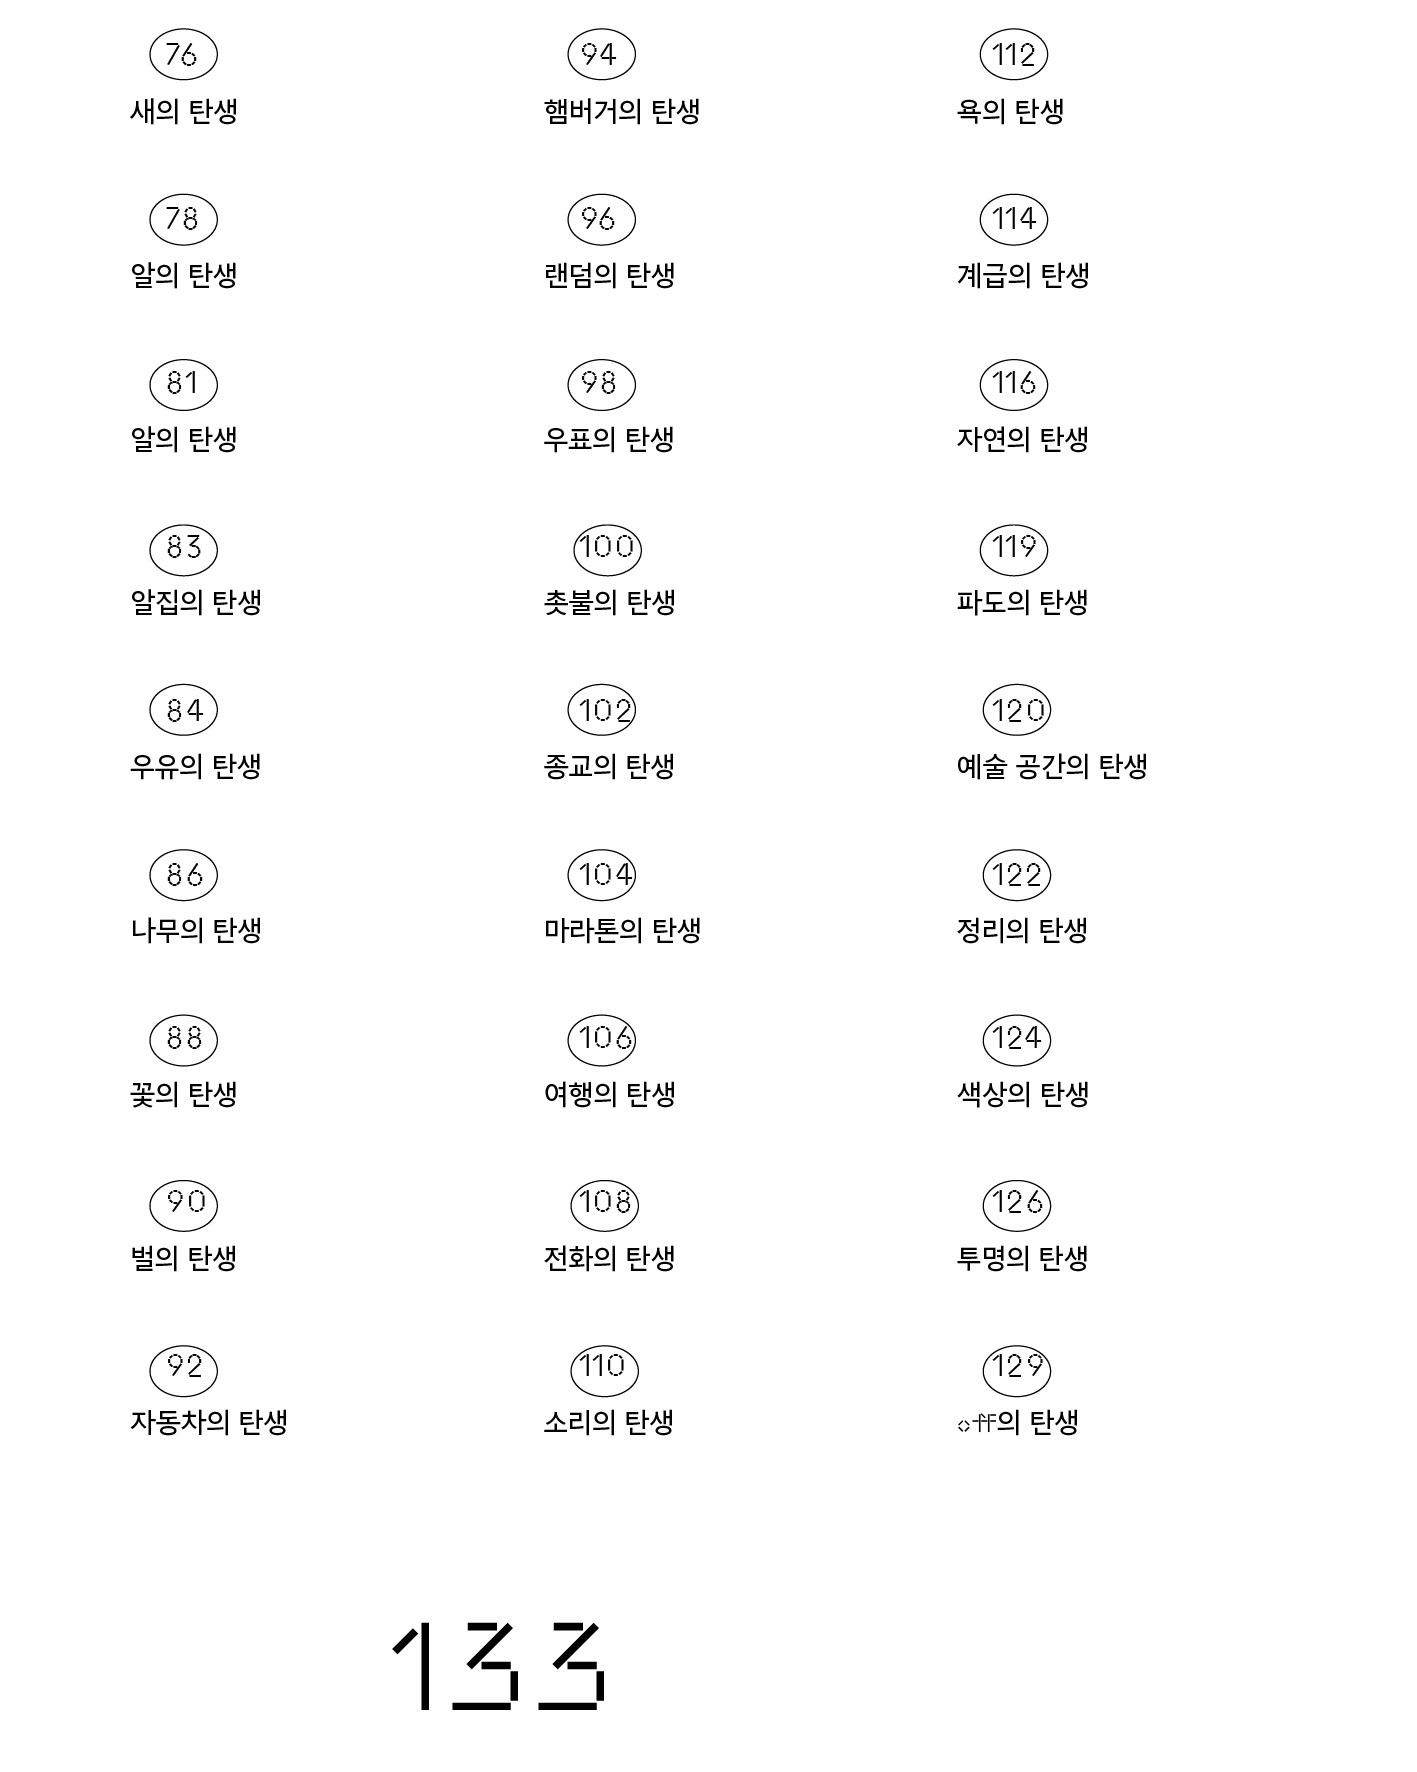 76
새의 탄생
78
알의 탄생
81
알의 탄생
83
알집의 탄생
84
우유의 탄생
86
나무의 탄생
88
꽃의 탄생
90
벌의 탄생
92
자동차의 탄생
94
햄버거의 탄생
96
랜덤의 탄생
98
우표의 탄생
100
촛불의 탄생
102
종교의 탄생
104
마라톤의 탄생
106
여행의 탄생
108
전화의 탄생
110
소리의 탄생
112
욕의 탄생
114
계급의 탄생
116
자연의 탄생
119
파도의 탄생
120
예술 공간의 탄생
122
정리의 탄생
124
색상의 탄생
126
투명의 탄생
129
off의 탄생
133